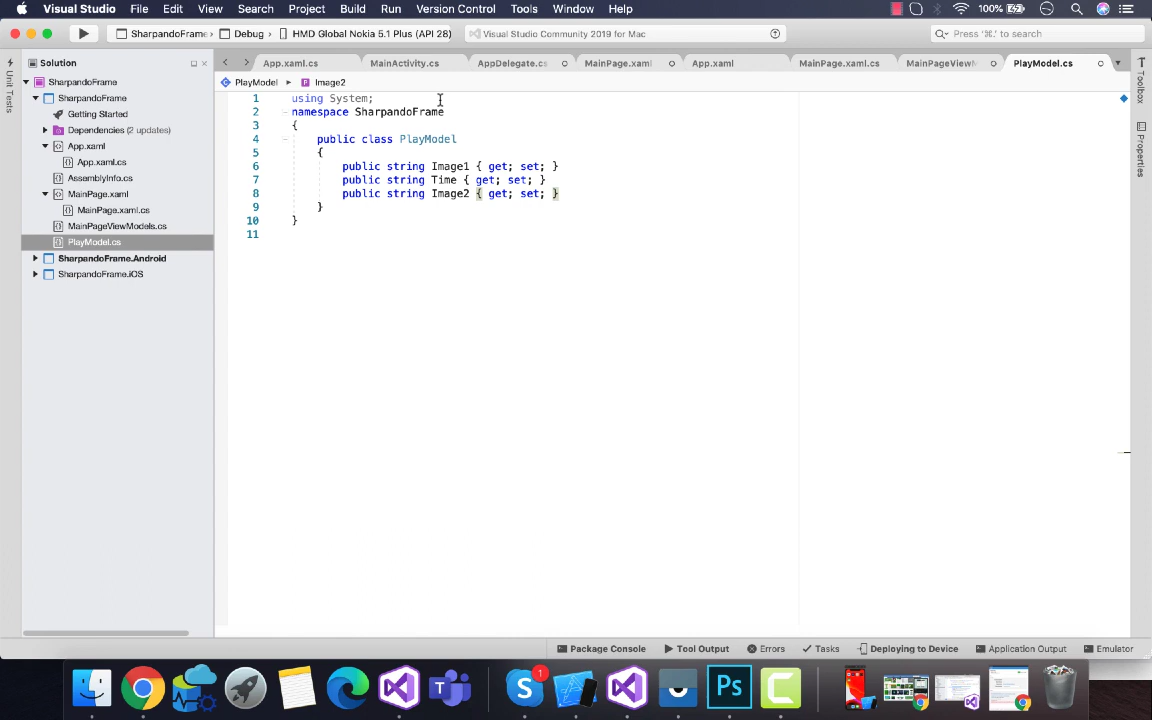 Visual Studio File Edit View Search Project Build Run Version Control Tools Window Help 100%
SharpandoFrame › Debug › HMD Global Nokia 5.1 Plus (API 28) Visual Studio Community 2019 for Mac Press '⌘.' to search
Solution
App.xaml.cs MainActivity.cs AppDelegate.cs MainPage.xaml App.xaml MainPage.xaml.cs MainPageViewM PlayModel.cs
PlayModel Image2
SharpandoFrame
SharpandoFrame
Getting Started
Dependencies (2 updates)
App.xaml
App.xaml.cs
AssemblyInfo.cs
MainPage.xaml
MainPage.xaml.cs
MainPageViewModels.cs
PlayModel.cs
SharpandoFrame.Android
SharpandoFrame.iOS
1 using System;
2 namespace SharpandoFrame
3 {
4 public class PlayModel
5 {
6 public string Image1 { get; set; }
7 public string Time { get; set; }
8 public string Image2 { get; set; }
9 }
10 }
11
Unit Tests
Toolbox
Properties
Package Console Tool Output Errors Tasks Deploying to Device Application Output Emulator
1
Ps